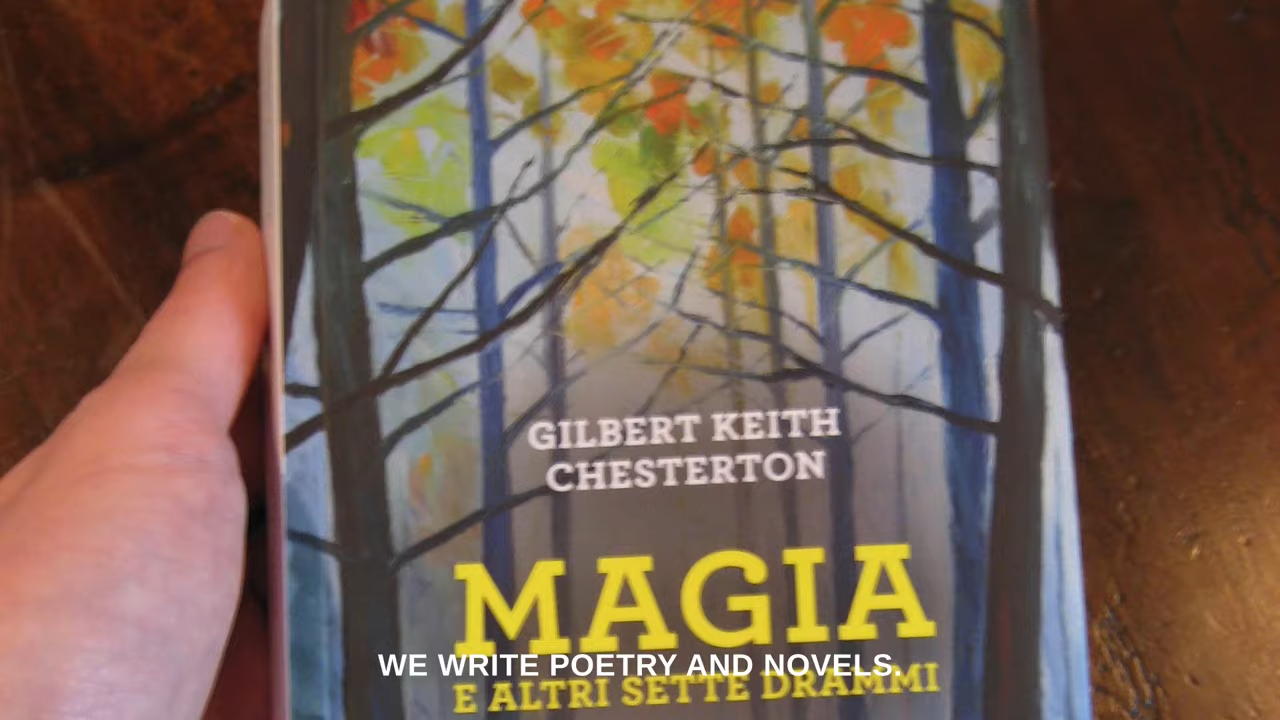 GILBERT KEITH
CHESTERTON
MAGIA
WE WRITE POETRY AND NOVELS.
E ALTRI SETTE DRAMMI